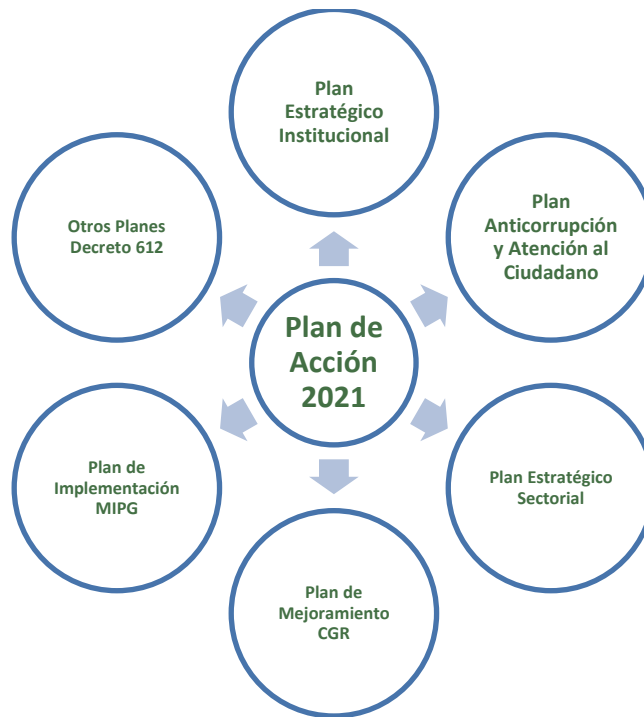 Plan
Estratégico
Institucional
Plan
Anticorrupción
y Atención al
Ciudadano
Plan Estratégico
Sectorial
Plan de
Mejoramiento
CGR
Plan de
Implementación
MIPG
Otros Planes
Decreto 612
Plan de
Acción
2021